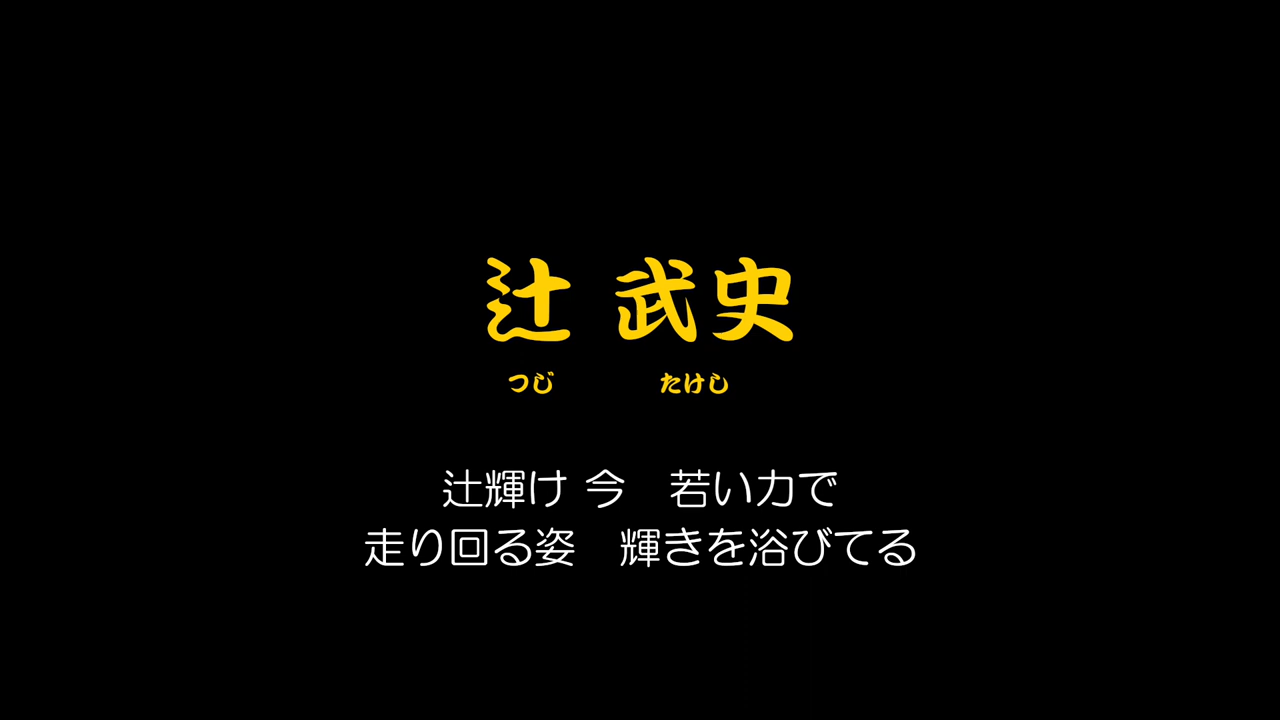 辻 武史
つじ たけし
辻輝け 今 若い力で
走り回る姿 輝きを浴びてる